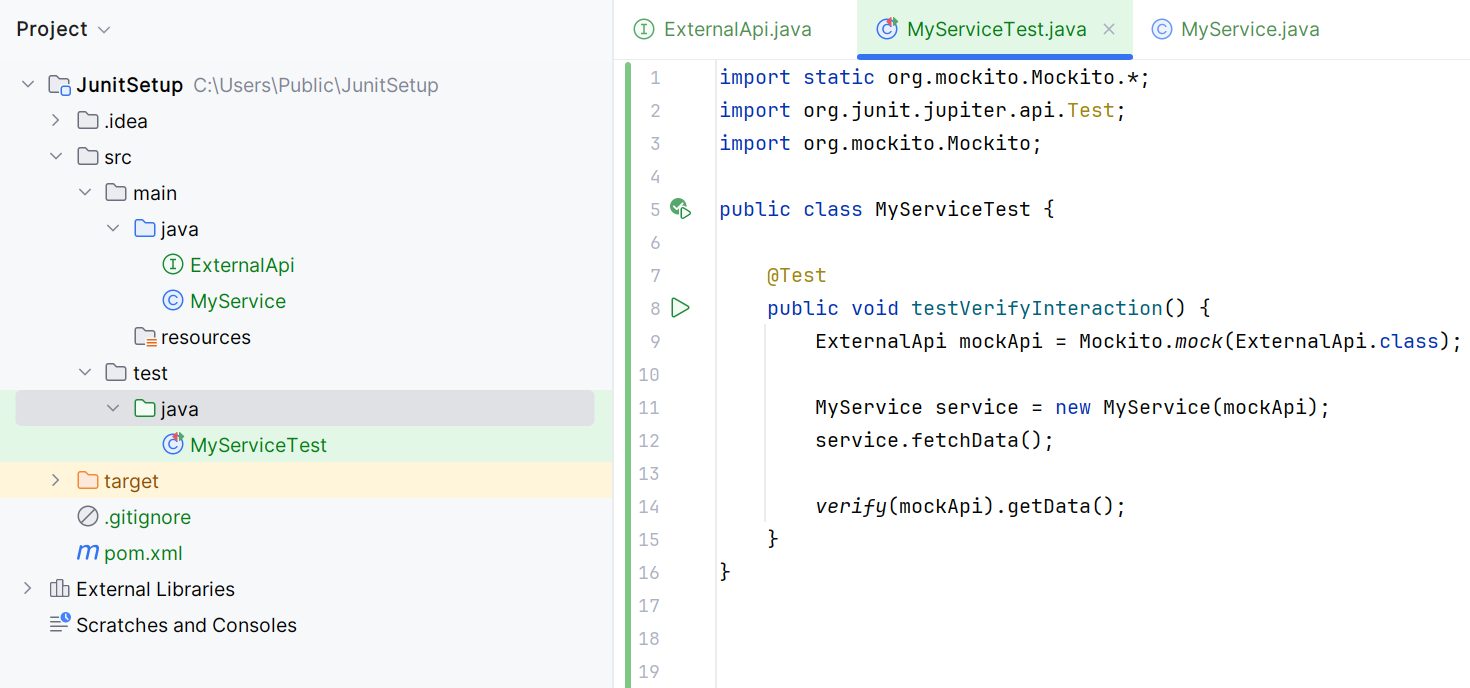 Project
JunitSetup C:\Users\Public\JunitSetup
.idea
src
main
java
ExternalApi
MyService
resources
test
java
MyServiceTest
target
.gitignore
pom.xml
External Libraries
Scratches and Consoles
ExternalApi.java MyServiceTest.java MyService.java
1 import static org.mockito.Mockito.*;
2 import org.junit.jupiter.api.Test;
3 import org.mockito.Mockito;
4
5 public class MyServiceTest {
6
7 @Test
8 public void testVerifyInteraction() {
9 ExternalApi mockApi = Mockito.mock(ExternalApi.class);
10
11 MyService service = new MyService(mockApi);
12 service.fetchData();
13
14 verify(mockApi).getData();
15 }
16 }
17
18
19